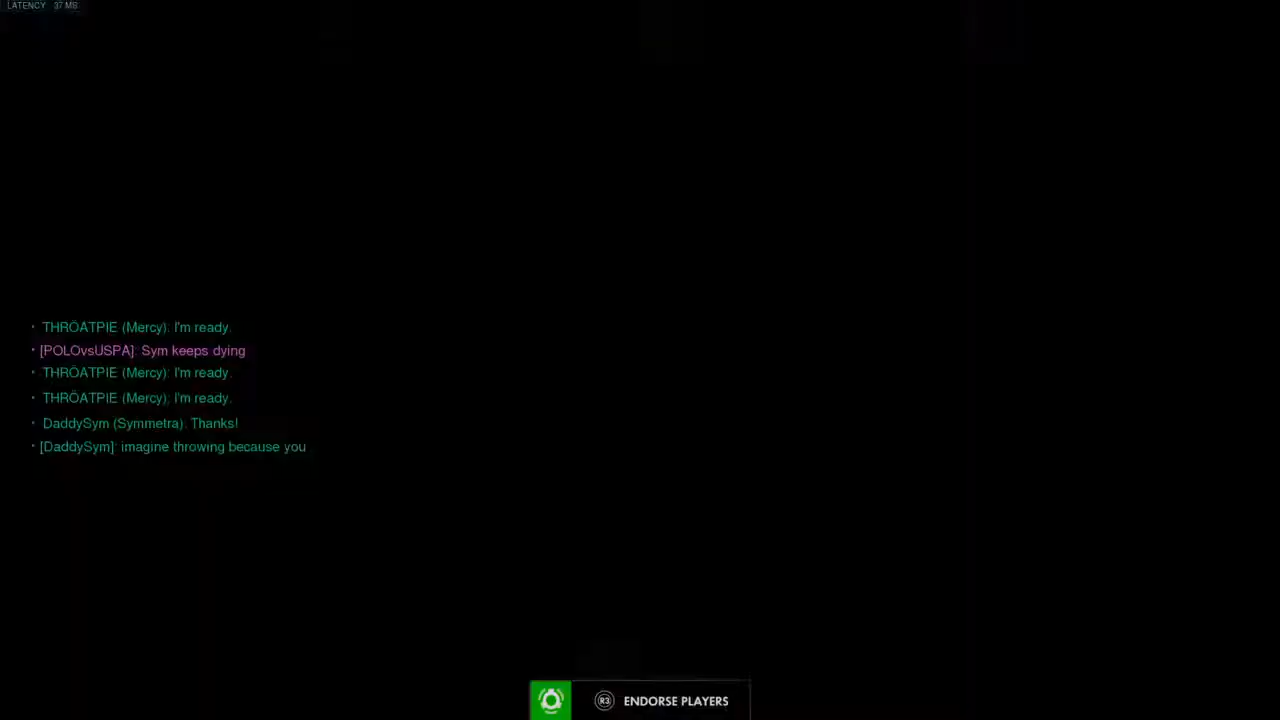 LATENCY 37 MS
THRÖATPIE (Mercy): I'm ready.
[POLOvsUSPA]: Sym keeps dying
THRÖATPIE (Mercy): I'm ready.
THRÖATPIE (Mercy): I'm ready.
DaddySym (Symmetra): Thanks!
[DaddySym]: imagine throwing because you
R3 ENDORSE PLAYERS